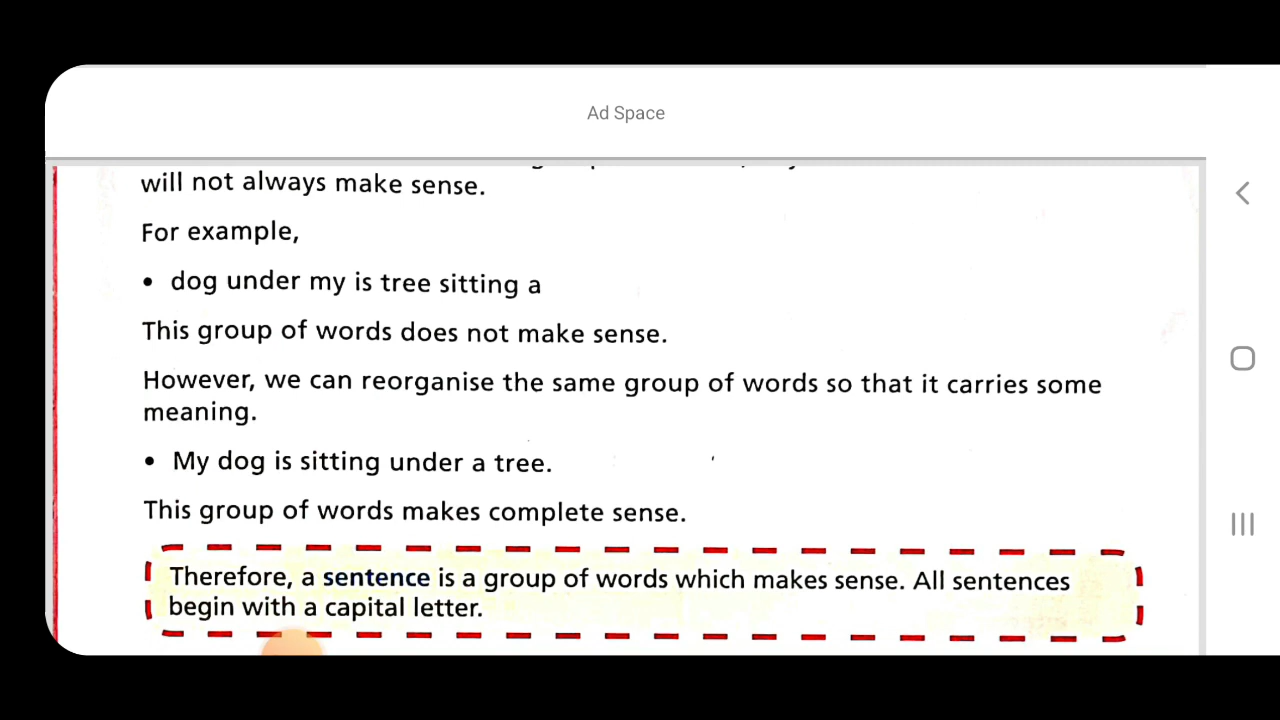 Ad Space
will not always make sense.
For example,
• dog under my is tree sitting a
This group of words does not make sense.
However, we can reorganise the same group of words so that it carries some
meaning.
• My dog is sitting under a tree.
This group of words makes complete sense.
Therefore, a sentence is a group of words which makes sense. All sentences
begin with a capital letter.